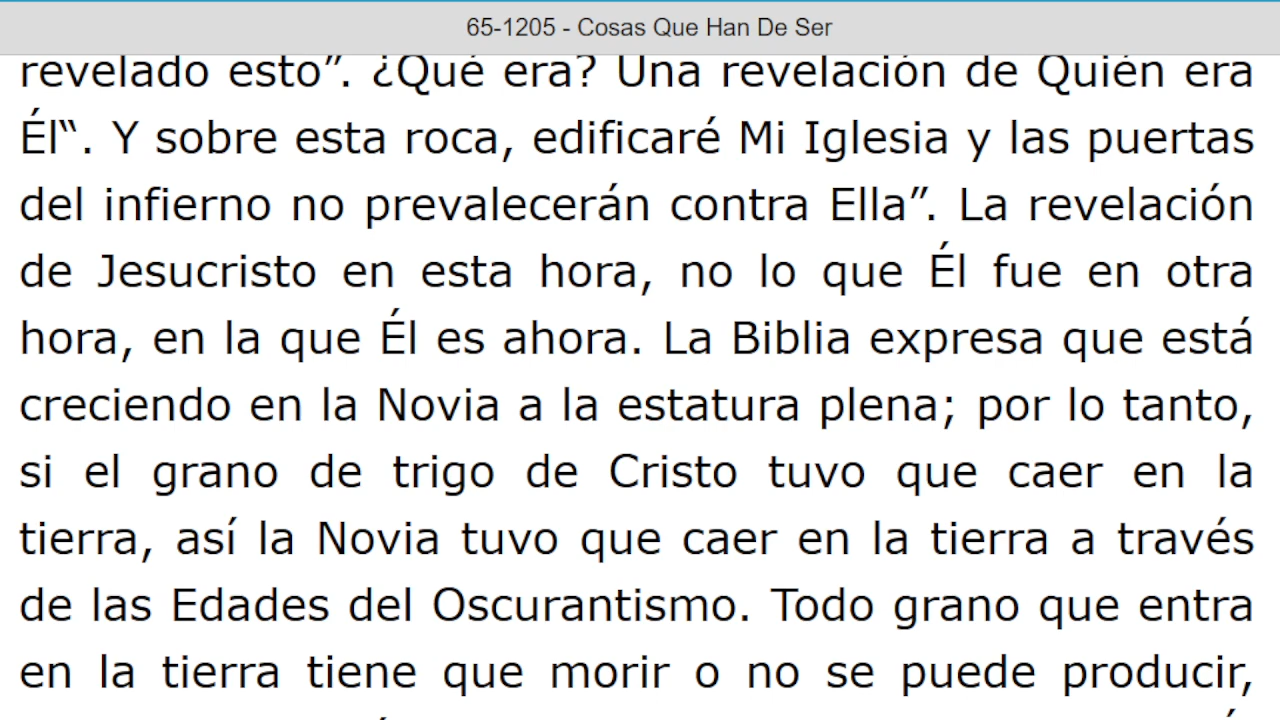 65-1205 - Cosas Que Han De Ser
revelado esto”. ¿Qué era? Una revelación de Quién era
Él“. Y sobre esta roca, edificaré Mi Iglesia y las puertas
del infierno no prevalecerán contra Ella”. La revelación
de Jesucristo en esta hora, no lo que Él fue en otra
hora, en la que Él es ahora. La Biblia expresa que está
creciendo en la Novia a la estatura plena; por lo tanto,
si el grano de trigo de Cristo tuvo que caer en la
tierra, así la Novia tuvo que caer en la tierra a través
de las Edades del Oscurantismo. Todo grano que entra
en la tierra tiene que morir o no se puede producir,